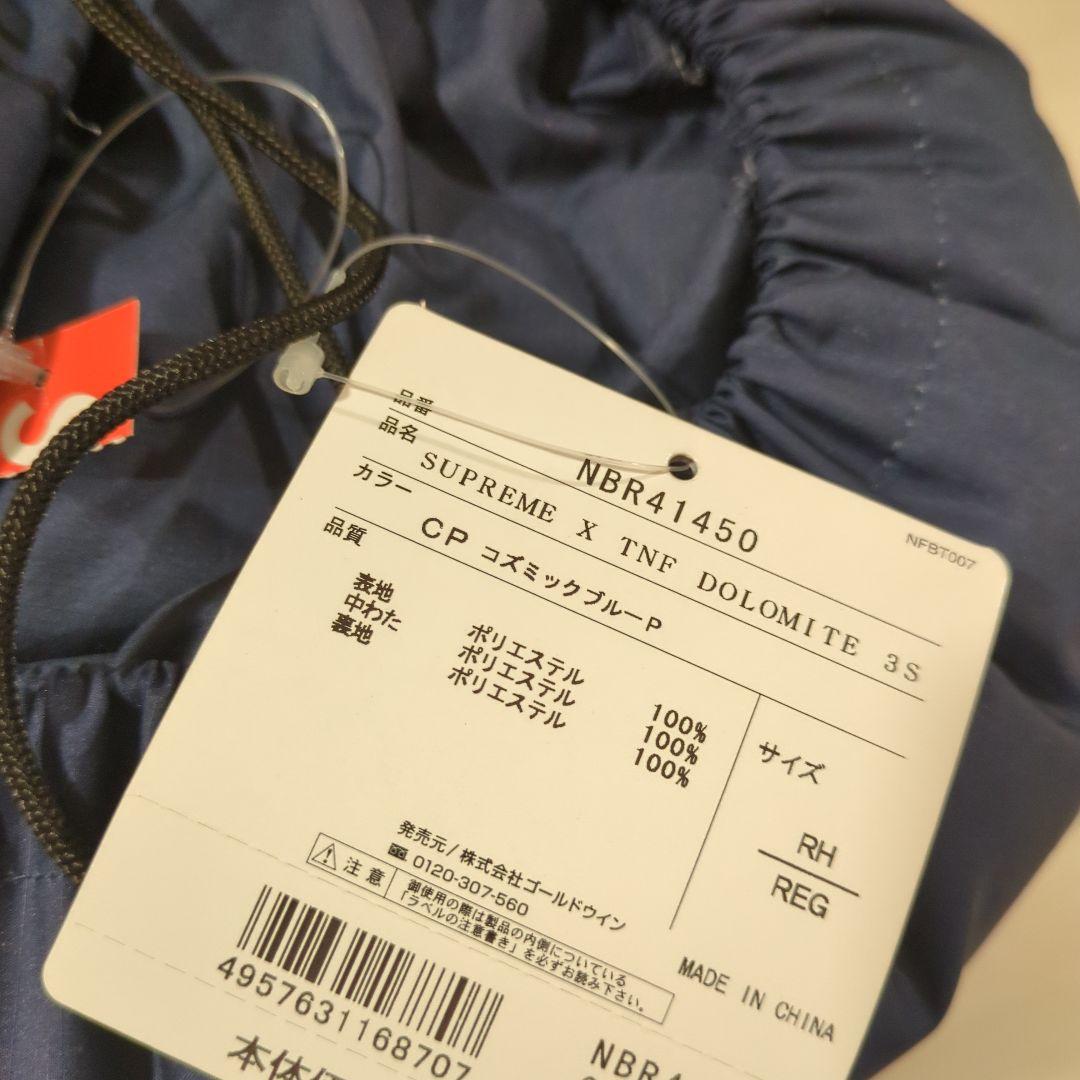 品番 NBR41450
NFBT007
品名 SUPREME X TNF DOLOMITE 3S
カラー CP コズミックブルーP
品質
表地 ポリエステル 100%
中わた ポリエステル 100%
裏地 ポリエステル 100%
サイズ
RH
REG
発売元/株式会社ゴールドウイン
0120-307-560
注意
御使用の際は製品の内側についている
「ラベルの注意書き」を必ずお読み下さい。
MADE IN CHINA
4957631168707
本体
NBR4